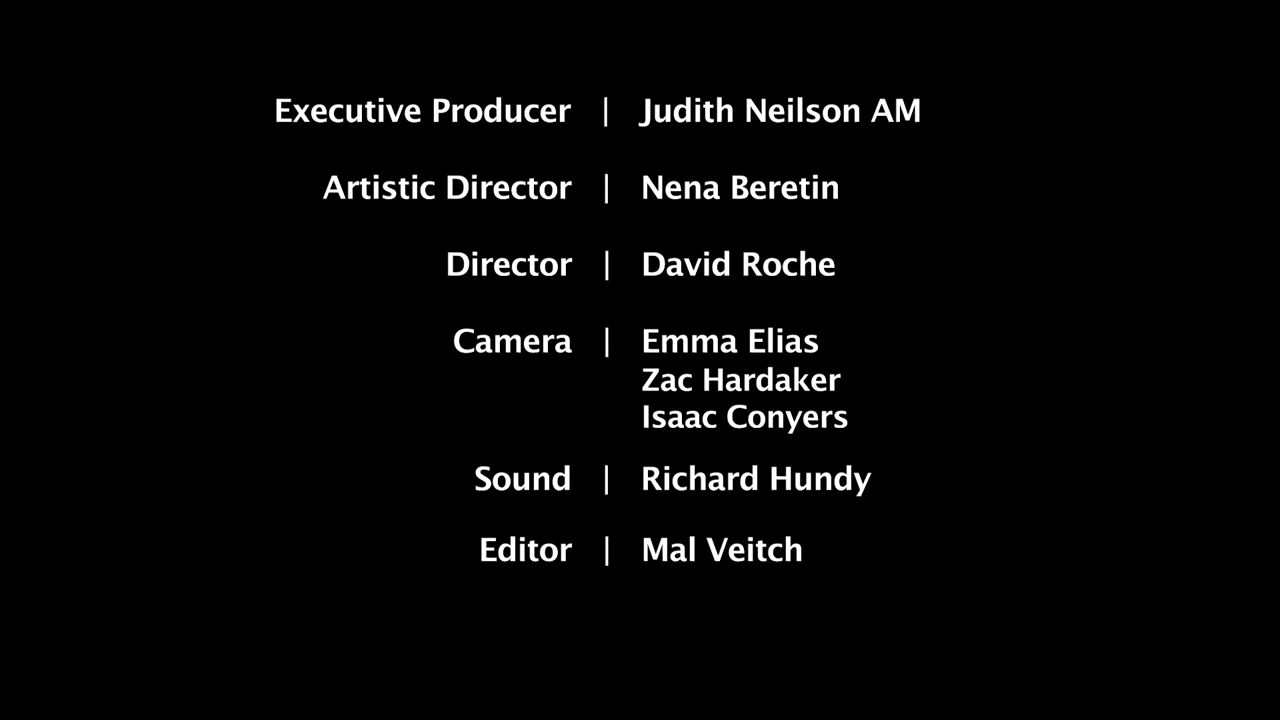 Executive Producer | Judith Neilson AM
Artistic Director | Nena Beretin
Director | David Roche
Camera | Emma Elias
Zac Hardaker
Isaac Conyers
Sound | Richard Hundy
Editor | Mal Veitch